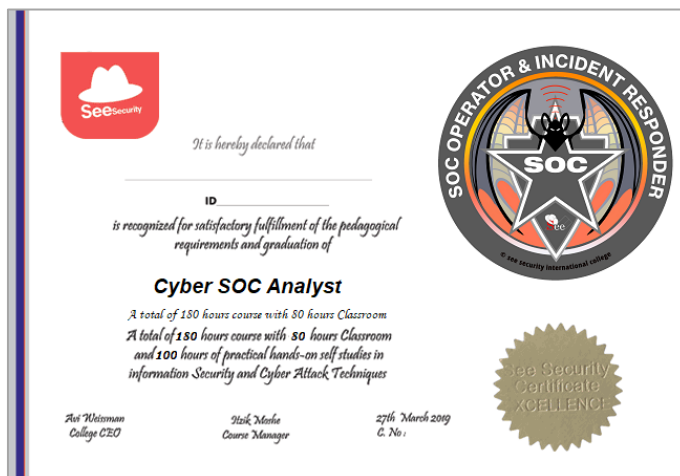 See Security
It is hereby declared that
ID
is recognized for satisfactory fulfillment of the pedagogical
requirements and graduation of
Cyber SOC Analyst
A total of 180 hours course with 80 hours Classroom
A total of 180 hours course with 80 hours Classroom
and 100 hours of practical hands-on self studies in
information Security and Cyber Attack Techniques
Avi Weissman
College CEO
Itzik Moshe
Course Manager
27th March 2019
C. No :
SOC OPERATOR & INCIDENT RESPONDER
SOC
See
© see security international college
See Security
Certificate
EXCELLENCE